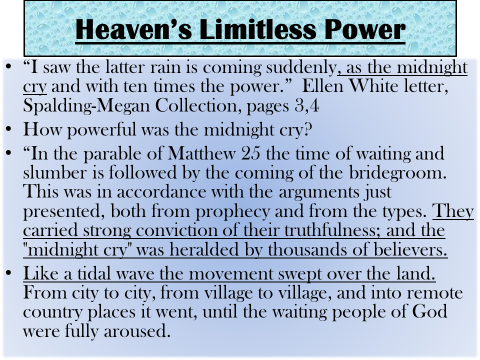 Heaven’s Limitless Power
• “I saw the latter rain is coming suddenly, as the midnight
cry and with ten times the power.”  Ellen White letter,
Spalding-Megan Collection, pages 3,4
• How powerful was the midnight cry?
• “In the parable of Matthew 25 the time of waiting and
slumber is followed by the coming of the bridegroom.
This was in accordance with the arguments just
presented, both from prophecy and from the types. They
carried strong conviction of their truthfulness; and the
"midnight cry" was heralded by thousands of believers.
• Like a tidal wave the movement swept over the land.
From city to city, from village to village, and into remote
country places it went, until the waiting people of God
were fully aroused.